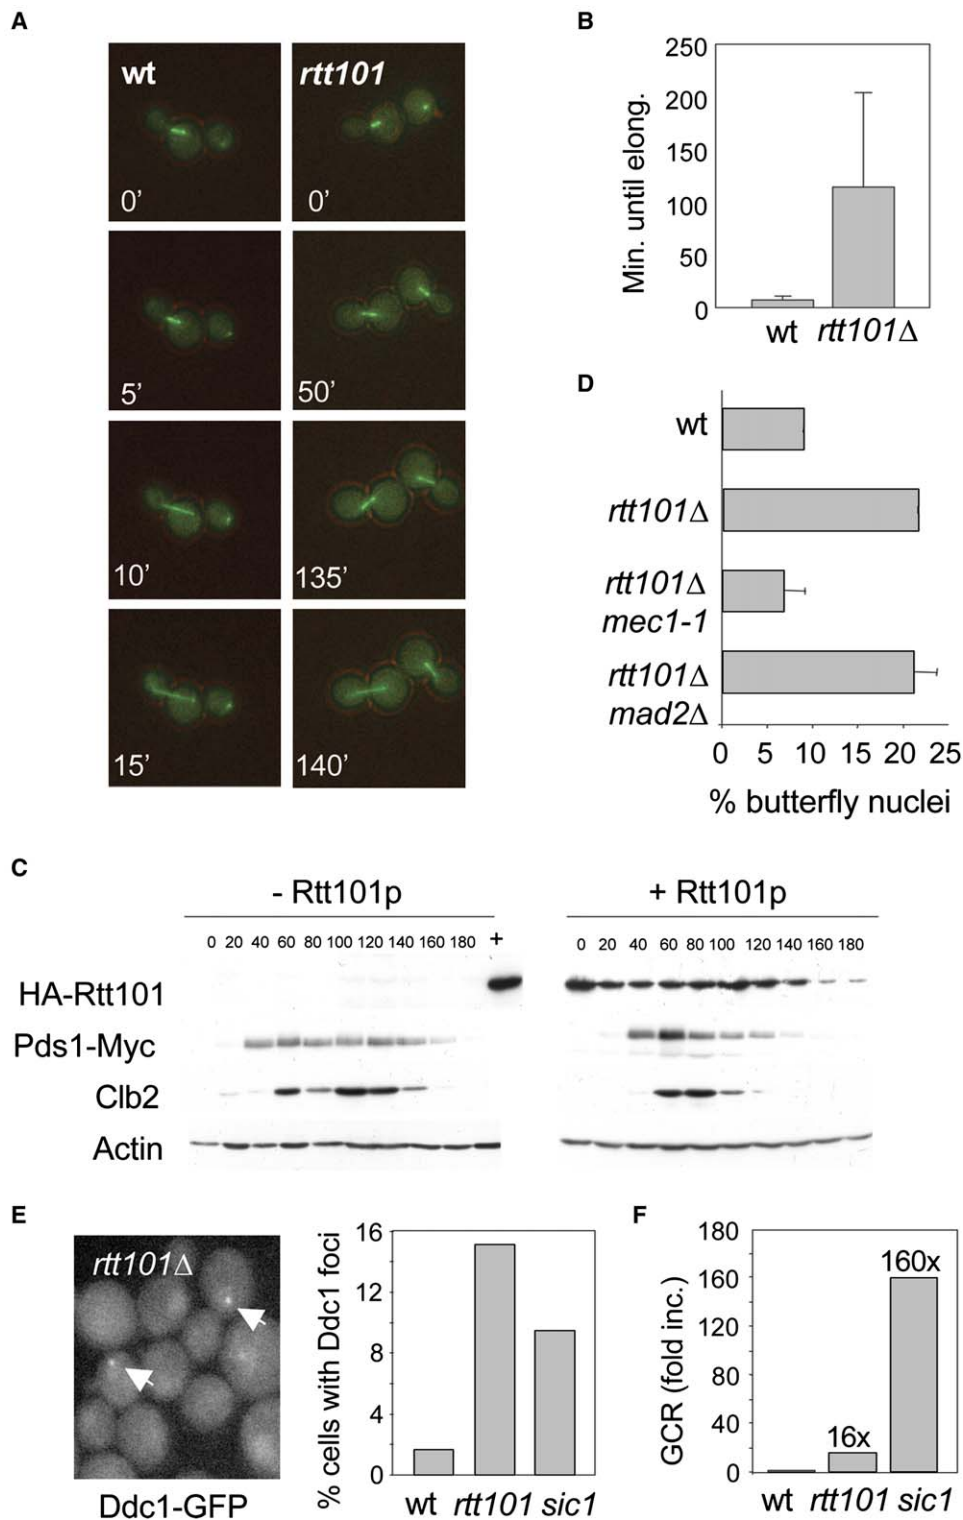 A
wt
rtt101
0’
0’
5’
50’
10’
135’
15’
140’
B
250
200
150
100
50
0
Min. until elong.
wt rtt101Δ
D
wt
rtt101Δ
rtt101Δ
mec1-1
rtt101Δ
mad2Δ
0 5 10 15 20 25
% butterfly nuclei
C
- Rtt101p
+ Rtt101p
0 20 40 60 80 100 120 140 160 180 +
0 20 40 60 80 100 120 140 160 180
HA-Rtt101
Pds1-Myc
Clb2
Actin
E
rtt101Δ
Ddc1-GFP
16
12
8
4
0
% cells with Ddc1 foci
wt rtt101 sic1
F
180
160
120
80
40
0
GCR (fold inc.)
16x
160x
wt rtt101 sic1